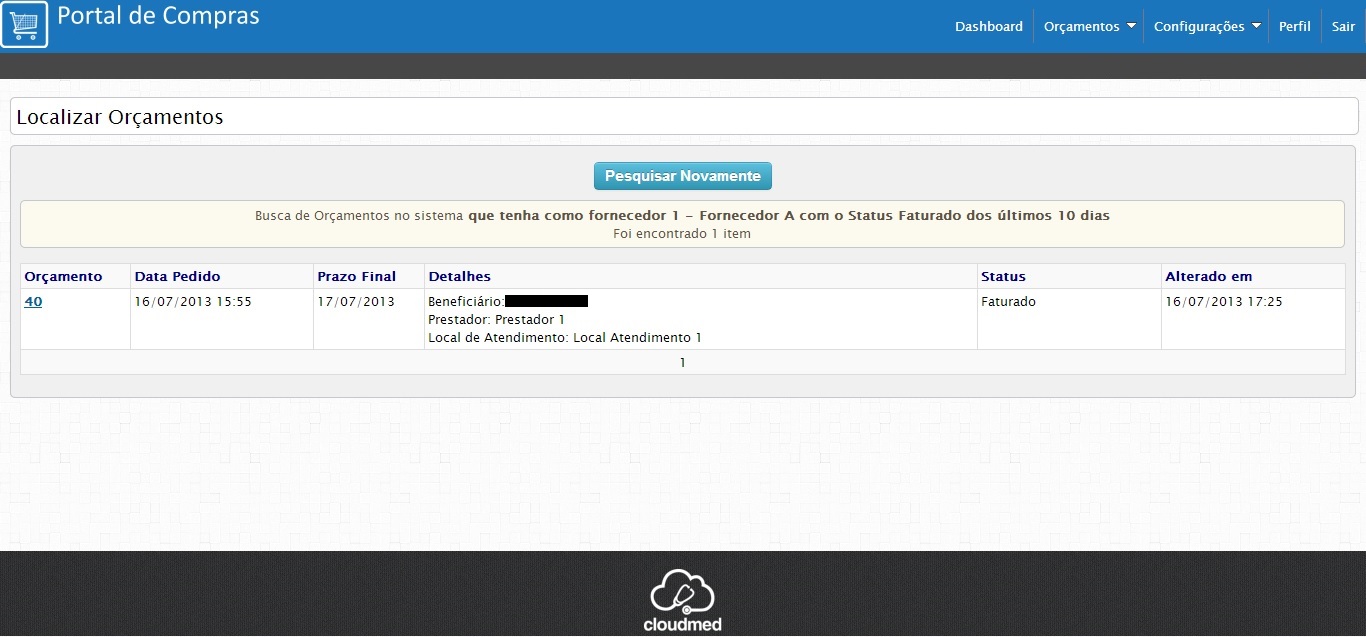 Portal de Compras
Dashboard Orçamentos Configurações Perfil Sair
Localizar Orçamentos
Pesquisar Novamente
Busca de Orçamentos no sistema que tenha como fornecedor 1 - Fornecedor A com o Status Faturado dos últimos 10 dias
Foi encontrado 1 item
Orçamento Data Pedido Prazo Final Detalhes Status Alterado em
40 16/07/2013 15:55 17/07/2013 Beneficiário: Faturado 16/07/2013 17:25
Prestador: Prestador 1
Local de Atendimento: Local Atendimento 1
1
cloudmed